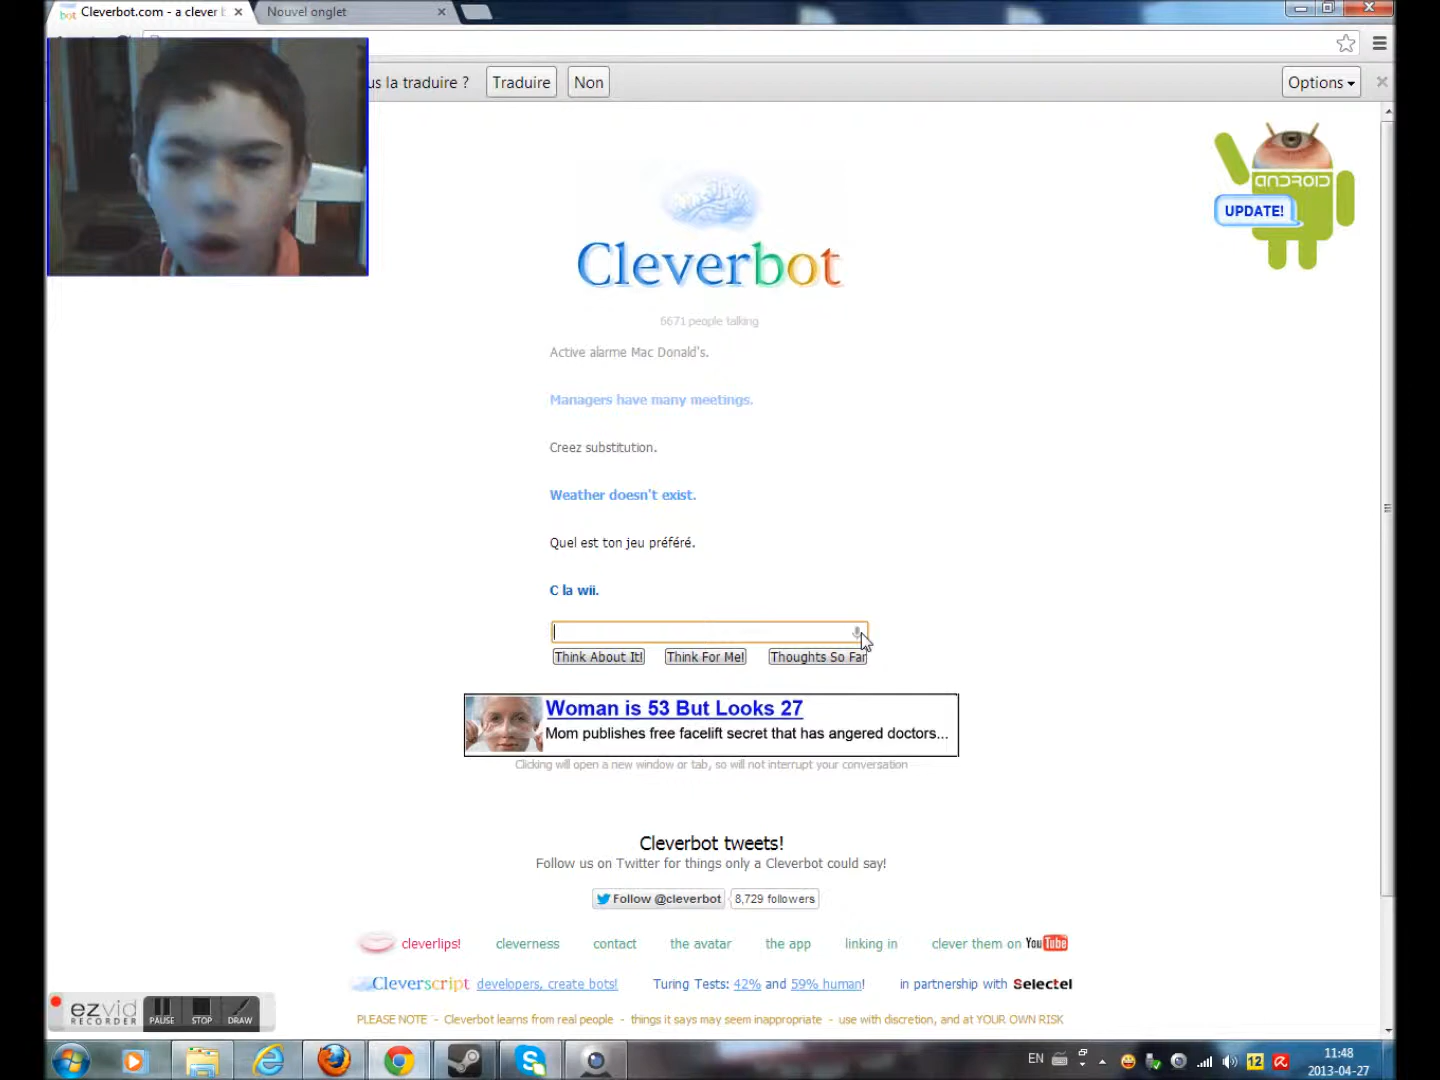 Cleverbot.com - a clever b
Nouvel onglet
us la traduire ?
Traduire
Non
Options
ANDROID
UPDATE!
Cleverbot
6671 people talking
Active alarme Mac Donald's.
Managers have many meetings.
Creez substitution.
Weather doesn't exist.
Quel est ton jeu préféré.
C la wii.
Think About It!
Think For Me!
Thoughts So Far
Woman is 53 But Looks 27
Mom publishes free facelift secret that has angered doctors...
Clicking will open a new window or tab, so will not interrupt your conversation
Cleverbot tweets!
Follow us on Twitter for things only a Cleverbot could say!
Follow @cleverbot
8,729 followers
cleverlips!
cleverness
contact
the avatar
the app
linking in
clever them on YouTube
Cleverscript developers, create bots!
Turing Tests: 42% and 59% human!
in partnership with Selectel
PLEASE NOTE - Cleverbot learns from real people - things it says may seem inappropriate - use with discretion, and at YOUR OWN RISK
ezvid
RECORDER
PAUSE
STOP
DRAW
EN
12
11:48
2013-04-27